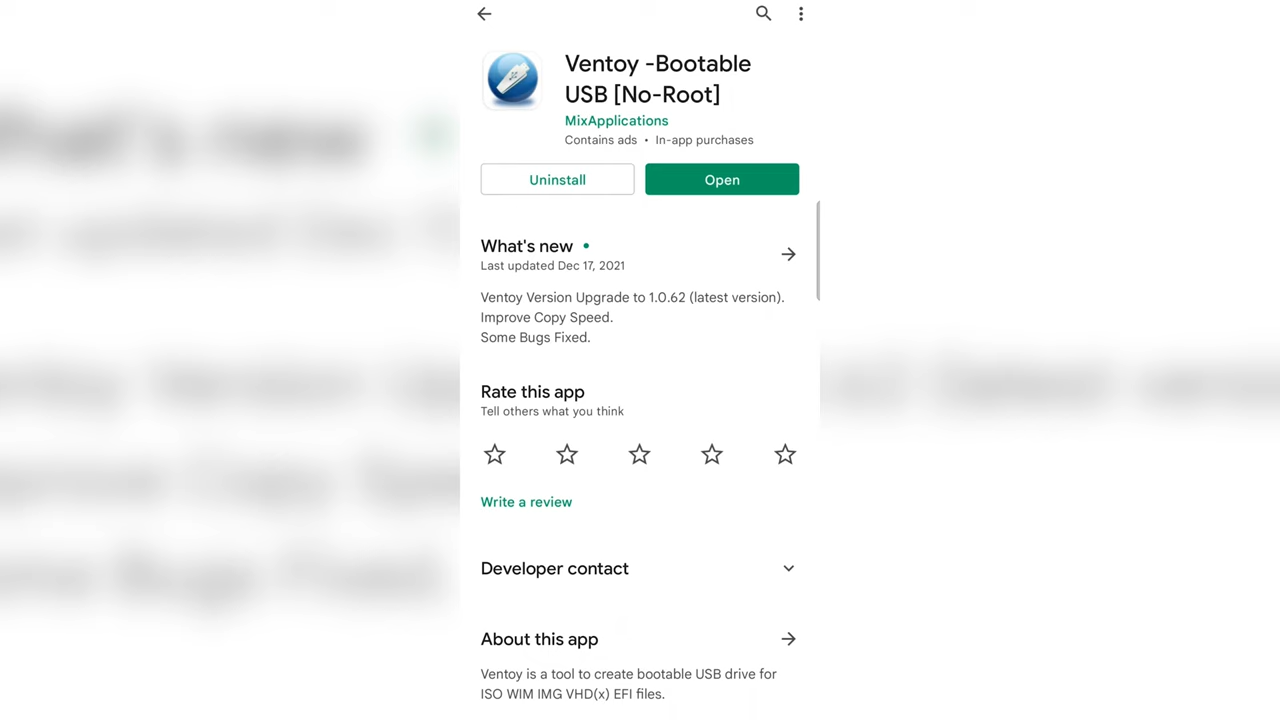 Ventoy -Bootable
USB [No-Root]
MixApplications
Contains ads • In-app purchases
Uninstall
Open
What's new •
Last updated Dec 17, 2021
Ventoy Version Upgrade to 1.0.62 (latest version).
Improve Copy Speed.
Some Bugs Fixed.
Rate this app
Tell others what you think
Write a review
Developer contact
About this app
Ventoy is a tool to create bootable USB drive for
ISO WIM IMG VHD(x) EFI files.